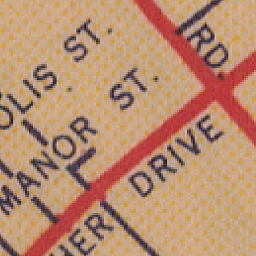 OLIS ST.
RD.
MANOR ST.
HER DRIVE